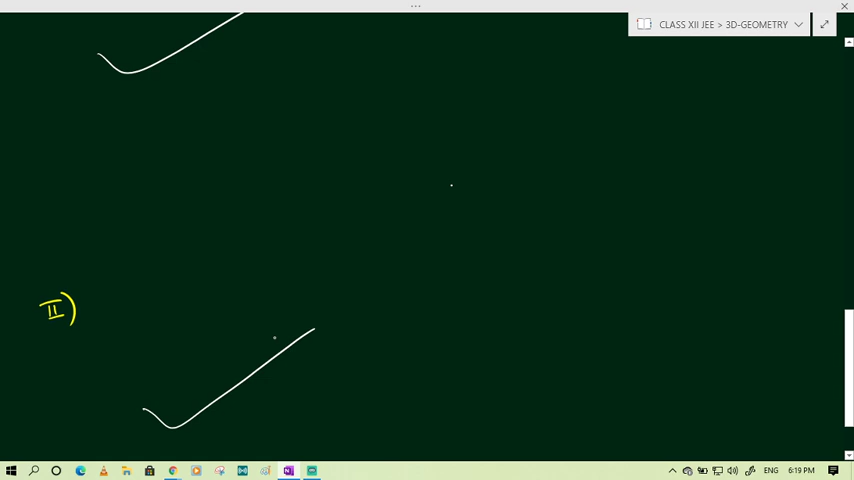 CLASS XII JEE > 3D-GEOMETRY
II)
ENG
6:19 PM